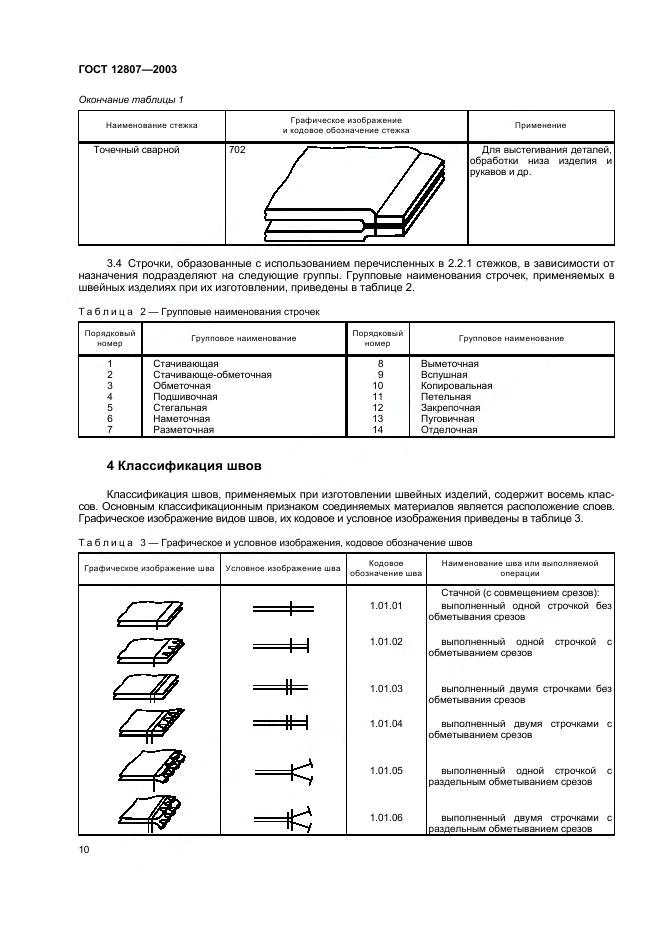 ГОСТ 12807—2003
Окончание таблицы 1
Наименование стежка
Графическое изображение
и кодовое обозначение стежка
Применение
Точечный сварной
702
Для выстегивания деталей,
обработки низа изделия и
рукавов и др.
3.4 Строчки, образованные с использованием перечисленных в 2.2.1 стежков, в зависимости от
назначения подразделяют на следующие группы. Групповые наименования строчек, применяемых в
швейных изделиях при их изготовлении, приведены в таблице 2.
Таблица 2 — Групповые наименования строчек
Порядковый
номер
Групповое наименование
Порядковый
номер
Групповое наименование
1 Стачивающая 8 Выметочная
2 Стачивающе-обметочная 9 Вспушная
3 Обметочная 10 Копировальная
4 Подшивочная 11 Петельная
5 Стегальная 12 Закрепочная
6 Наметочная 13 Пуговичная
7 Разметочная 14 Отделочная
4 Классификация швов
Классификация швов, применяемых при изготовлении швейных изделий, содержит восемь клас-
сов. Основным классификационным признаком соединяемых материалов является расположение слоев.
Графическое изображение видов швов, их кодовое и условное изображения приведены в таблице 3.
Таблица 3 — Графическое и условное изображения, кодовое обозначение швов
Графическое изображение шва
Условное изображение шва
Кодовое
обозначение шва
Наименование шва или выполняемой
операции
Стачной (с совмещением срезов):
1.01.01 выполненный одной строчкой без
обметывания срезов
1.01.02 выполненный одной строчкой с
обметыванием срезов
1.01.03 выполненный двумя строчками без
обметывания срезов
1.01.04 выполненный двумя строчками с
обметыванием срезов
1.01.05 выполненный одной строчкой с
раздельным обметыванием срезов
1.01.06 выполненный двумя строчками с
раздельным обметыванием срезов
10